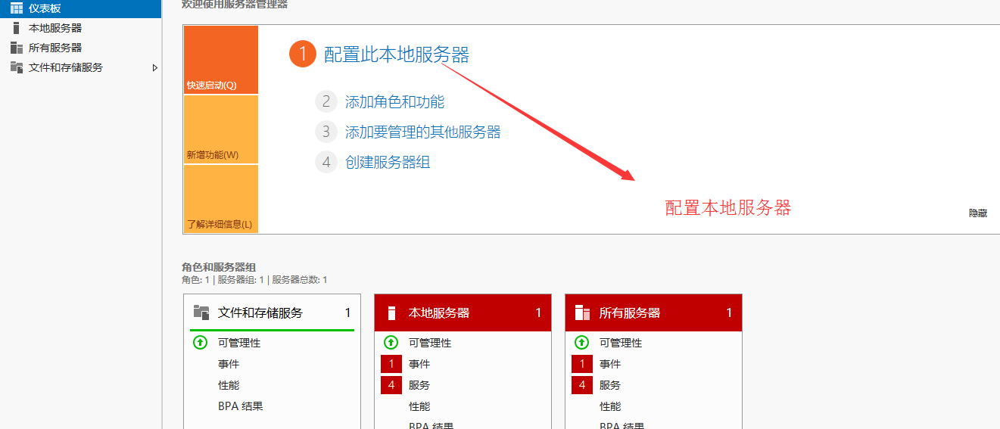 仪表板
本地服务器
所有服务器
文件和存储服务
欢迎使用服务器管理器
快速启动(Q)
新增功能(W)
了解详细信息(L)
1 配置此本地服务器
2 添加角色和功能
3 添加要管理的其他服务器
4 创建服务器组
配置本地服务器
隐藏
角色和服务器组
角色: 1 | 服务器组: 1 | 服务器总数: 1
文件和存储服务 1
可管理性
事件
性能
BPA 结果
本地服务器 1
可管理性
1 事件
4 服务
性能
BPA 结果
所有服务器 1
可管理性
1 事件
4 服务
性能
BPA 结果